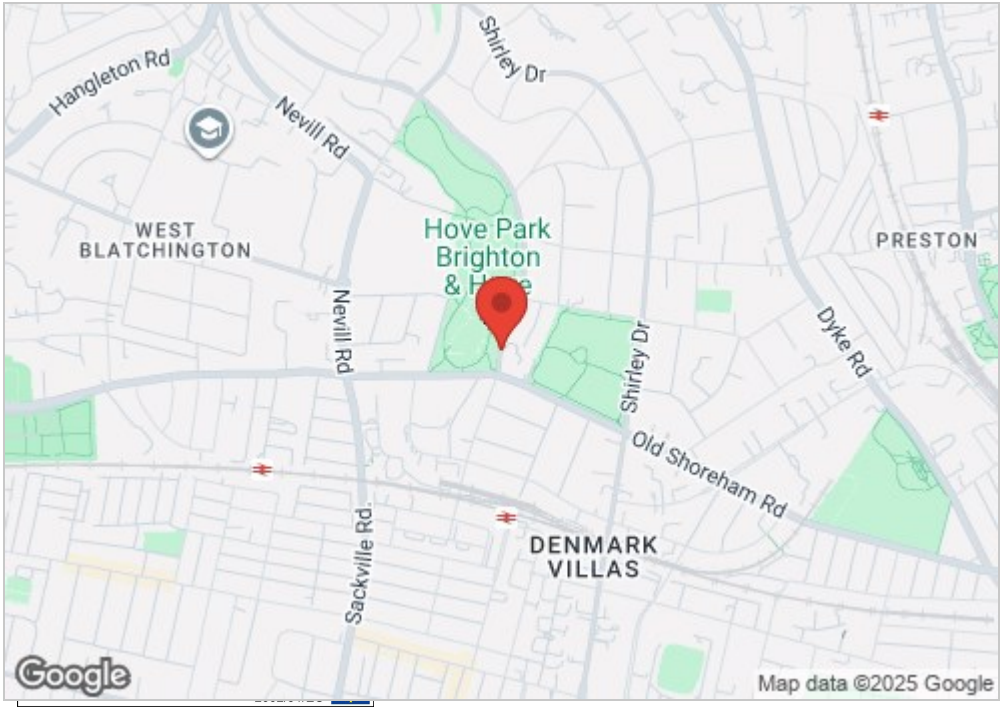 Hangleton Rd
Shirley Dr
Nevill Rd
WEST
BLATCHINGTON
Hove Park
Brighton
PRESTON
Nevill Rd
Shirley Dr
Dyke Rd
Old Shoreham Rd
Sackville Rd.
DENMARK
VILLAS
Google
Map data ©2025 Google